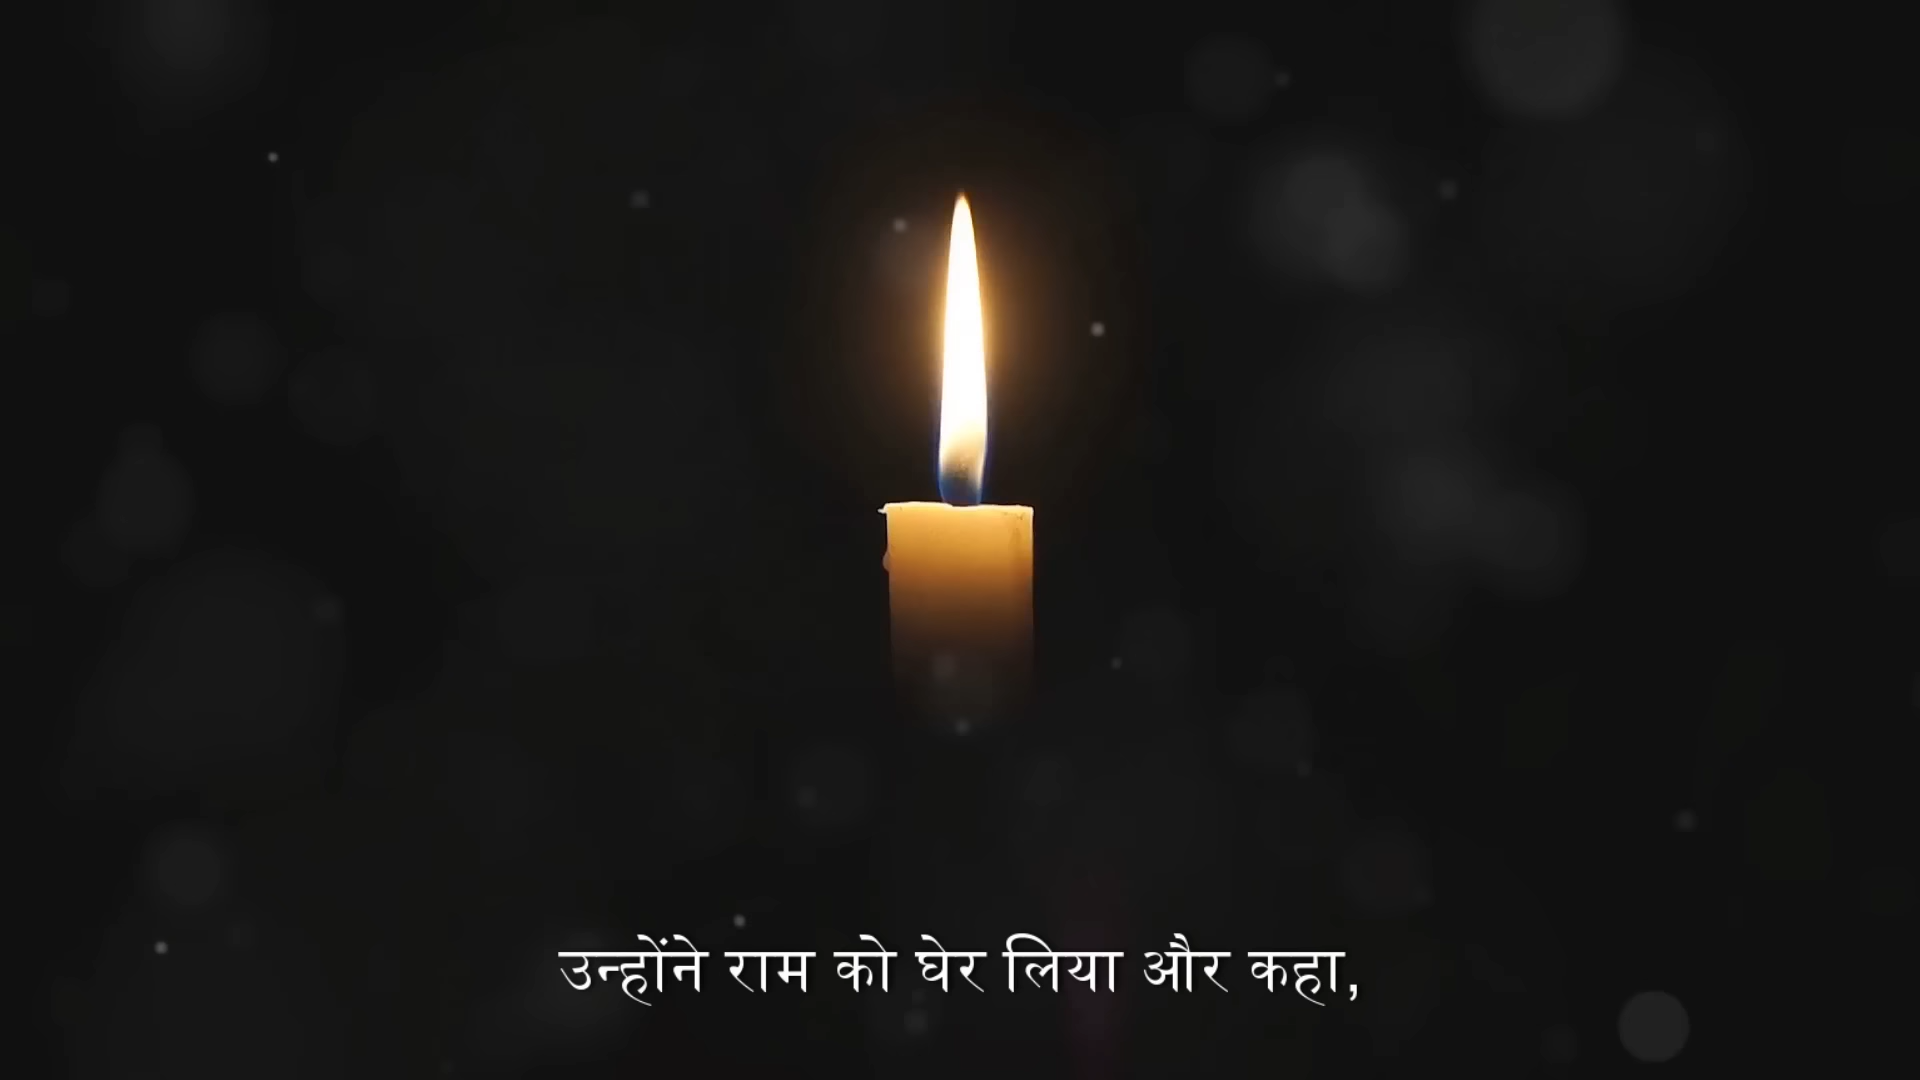 उन्होंने राम को घेर लिया और कहा,